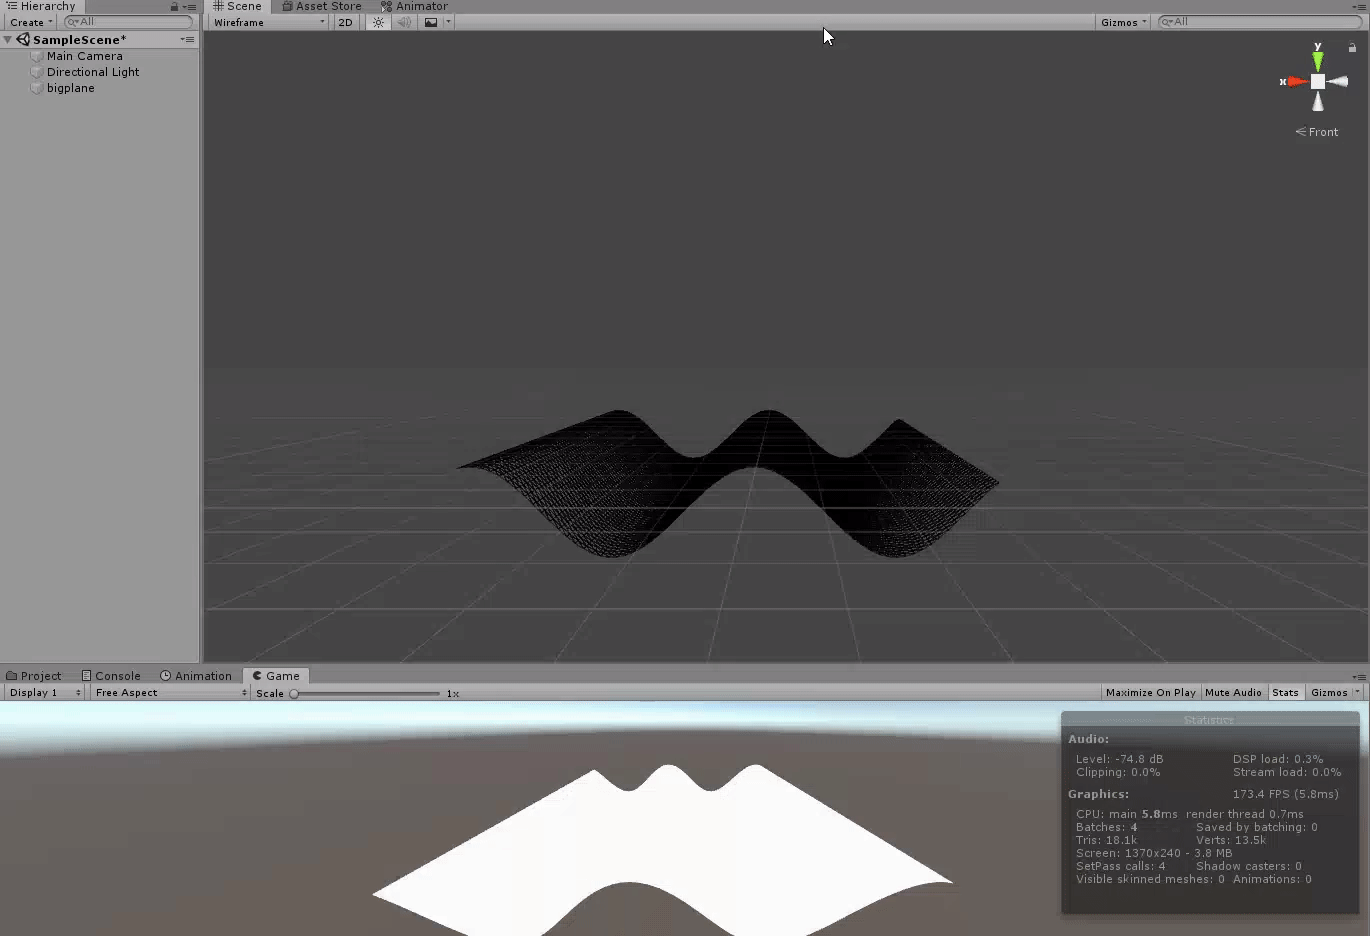 Hierarchy
Create
All
SampleScene*
Main Camera
Directional Light
bigplane
Scene Asset Store Animator
Wireframe 2D Gizmos All
y
x
Front
Project Console Animation Game
Display 1 Free Aspect Scale 1x Maximize On Play Mute Audio Stats Gizmos
Statistics
Audio:
Level: -74.8 dB DSP load: 0.3%
Clipping: 0.0% Stream load: 0.0%
Graphics: 173.4 FPS (5.8ms)
CPU: main 5.8ms render thread 0.7ms
Batches: 4 Saved by batching: 0
Tris: 18.1k Verts: 13.5k
Screen: 1370x240 - 3.8 MB
SetPass calls: 4 Shadow casters: 0
Visible skinned meshes: 0 Animations: 0